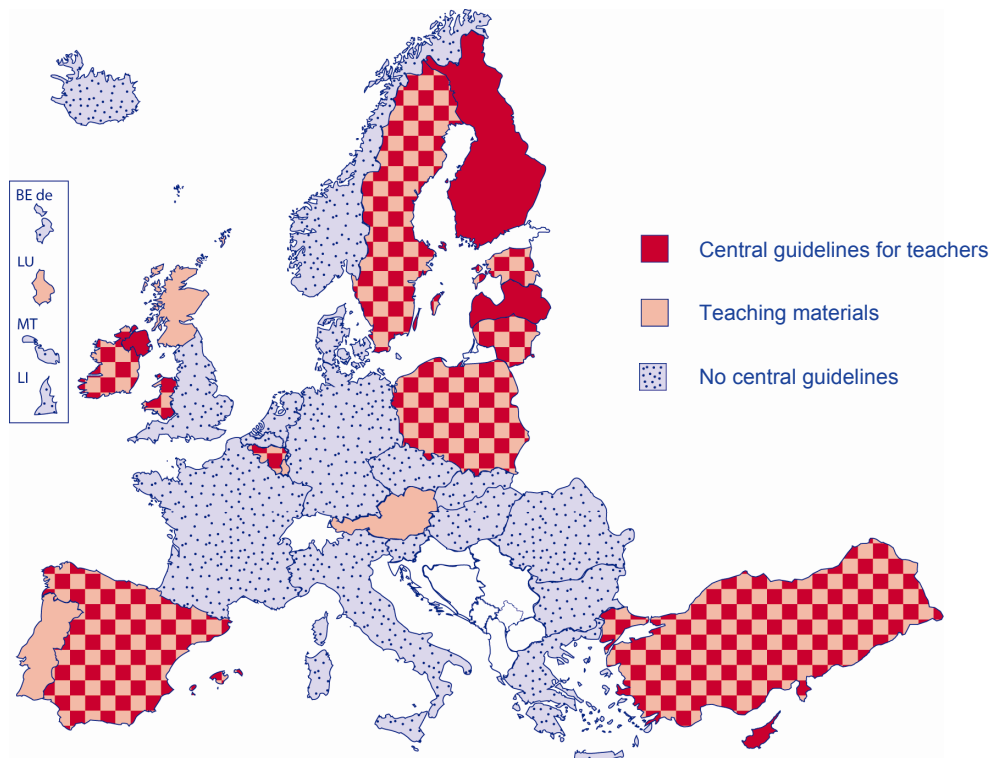 BE de
LU
MT
LI
Central guidelines for teachers
Teaching materials
No central guidelines